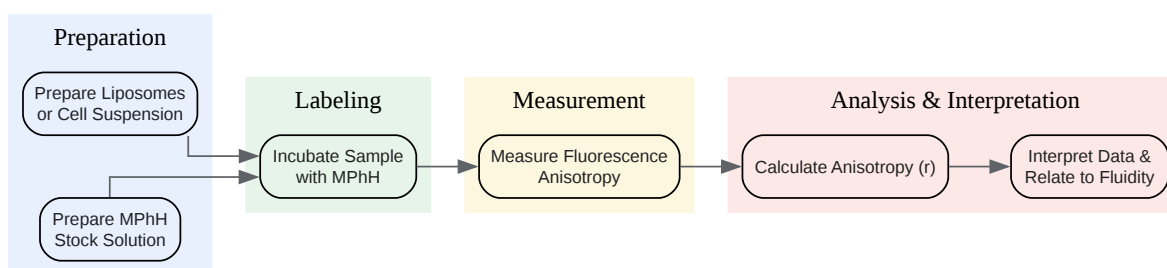 Preparation
Prepare Liposomes
or Cell Suspension
Prepare MPhH
Stock Solution
Labeling
Incubate Sample
with MPhH
Measurement
Measure Fluorescence
Anisotropy
Analysis & Interpretation
Calculate Anisotropy (r)
Interpret Data &
Relate to Fluidity